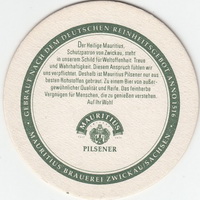 GEBRAUT NACH DEM DEUTSCHEN REINHEITSGEBOT ANNO 1516
Der Heilige Mauritius,
Schutzpatron von Zwickau, steht
in unserem Schild für Weltoffenheit, Treue
und Wahrhaftigkeit. Diesem Anspruch fühlen wir
uns verpflichtet. Deshalb ist Mauritius Pilsener nur aus
besten Rohstoffen gebraut. Zu einem Bier von außer-
gewöhnlicher Qualität und Reife. Das feinherbe
Vergnügen für Menschen, die zu genießen verstehen.
Auf Ihr Wohl!
MAURITIUS
PILSENER
MAURITIUS BRAUEREI ZWICKAU/SACHSEN